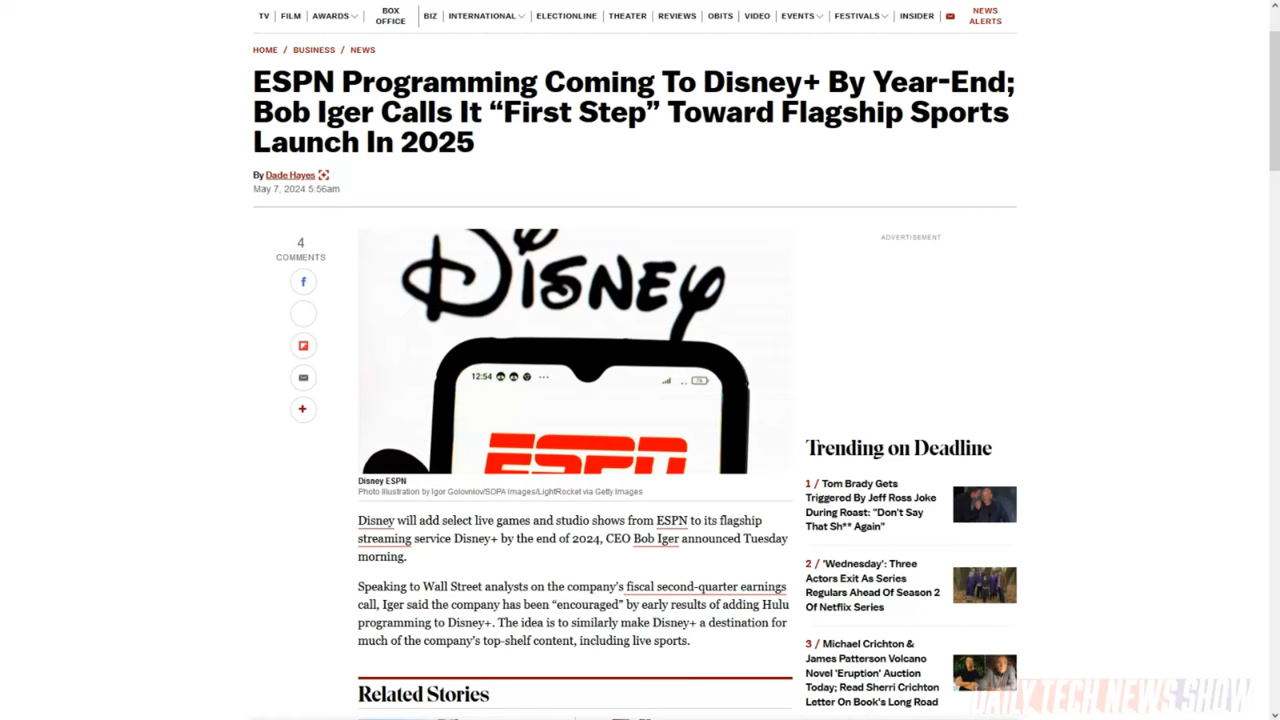 TV | FILM | AWARDS | BOX OFFICE | BIZ | INTERNATIONAL | ELECTIONLINE | THEATER | REVIEWS | OBITS | VIDEO | EVENTS | FESTIVALS | INSIDER NEWS ALERTS
HOME / BUSINESS / NEWS
ESPN Programming Coming To Disney+ By Year-End;
Bob Iger Calls It “First Step” Toward Flagship Sports
Launch In 2025
By Dade Hayes
May 7, 2024 5:56am
4
COMMENTS
ADVERTISEMENT
DISNEY
12:54
ESPN
Disney ESPN
Photo Illustration by Igor Golovniov/SOPA Images/LightRocket via Getty Images
Disney will add select live games and studio shows from ESPN to its flagship
streaming service Disney+ by the end of 2024, CEO Bob Iger announced Tuesday
morning.
Speaking to Wall Street analysts on the company's fiscal second-quarter earnings
call, Iger said the company has been “encouraged” by early results of adding Hulu
programming to Disney+. The idea is to similarly make Disney+ a destination for
much of the company's top-shelf content, including live sports.
Related Stories
Trending on Deadline
1 / Tom Brady Gets
Triggered By Jeff Ross Joke
During Roast: "Don't Say
That Sh** Again"
2 / 'Wednesday': Three
Actors Exit As Series
Regulars Ahead Of Season 2
Of Netflix Series
3 / Michael Crichton &
James Patterson Volcano
Novel 'Eruption' Auction
Today; Read Sherri Crichton
Letter On Book's Long Road
DAILY TECH NEWS SHOW